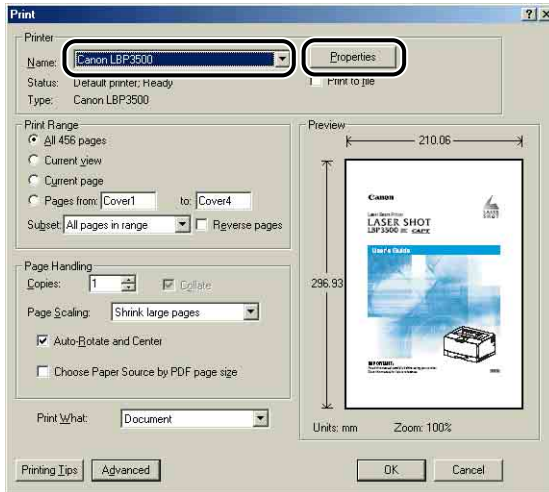 Print
Printer
Name: Canon LBP3500 Properties
Status: Default printer; Ready Print to file
Type: Canon LBP3500
Print Range
All 456 pages
Current view
Current page
Pages from: Cover1 to: Cover4
Subset: All pages in range Reverse pages
Page Handling
Copies: 1 Collate
Page Scaling: Shrink large pages
Auto-Rotate and Center
Choose Paper Source by PDF page size
Print What: Document
Preview
210.06
296.93
Canon
LASER SHOT
LBP3500
User's Guide
IMPORTANT:
Units: mm Zoom: 100%
Printing Tips Advanced OK Cancel